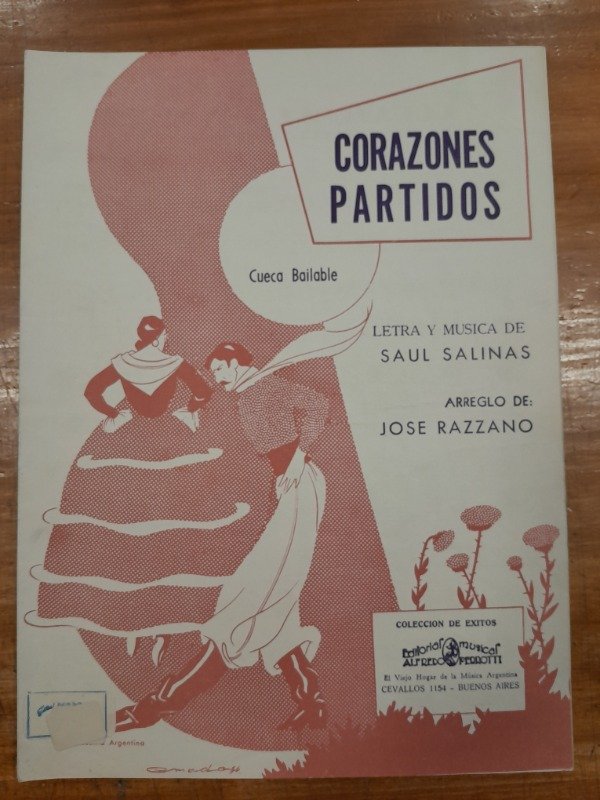 CORAZONES
PARTIDOS
Cueca Bailable
LETRA Y MUSICA DE
SAUL SALINAS
ARREGLO DE:
JOSE RAZZANO
COLECCION DE EXITOS
Editorial musical
ALFREDO PERROTTI
El Viejo Hogar de la Música Argentina
CEVALLOS 1154 - BUENOS AIRES
Argentina